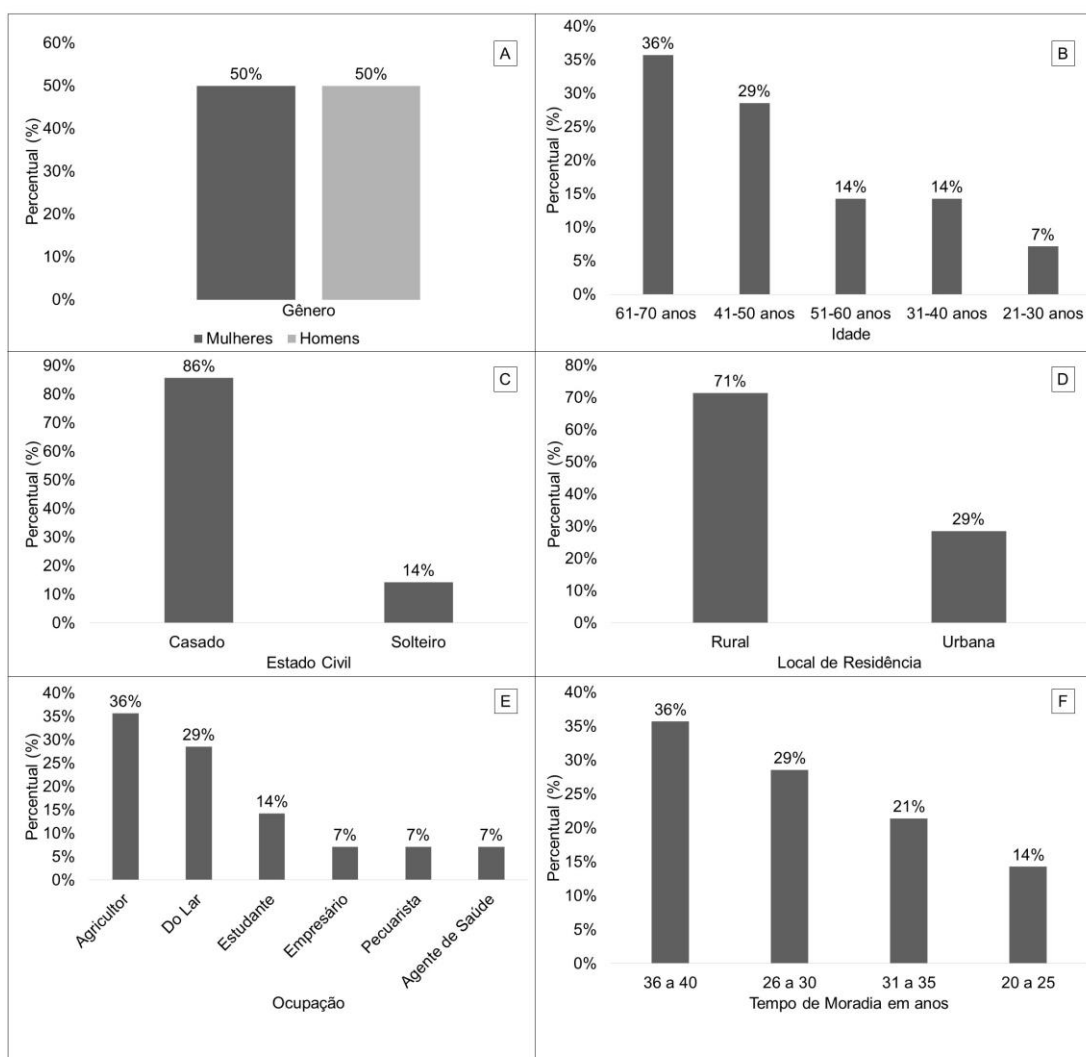 A
Percentual (%)
60%
50%
40%
30%
20%
10%
0%
50%
50%
Gênero
Mulheres Homens
B
Percentual (%)
40%
35%
30%
25%
20%
15%
10%
5%
0%
36%
29%
14%
14%
7%
61-70 anos 41-50 anos 51-60 anos 31-40 anos 21-30 anos
Idade
C
Percentual (%)
90%
80%
70%
60%
50%
40%
30%
20%
10%
0%
86%
14%
Casado Solteiro
Estado Civil
D
Percentual (%)
80%
70%
60%
50%
40%
30%
20%
10%
0%
71%
29%
Rural Urbana
Local de Residência
E
Percentual (%)
40%
35%
30%
25%
20%
15%
10%
5%
0%
36%
29%
14%
7%
7%
7%
Agricultor
Do Lar
Estudante
Empresário
Pecuarista
Agente de Saúde
Ocupação
F
Percentual (%)
40%
35%
30%
25%
20%
15%
10%
5%
0%
36%
29%
21%
14%
36 a 40 26 a 30 31 a 35 20 a 25
Tempo de Moradia em anos